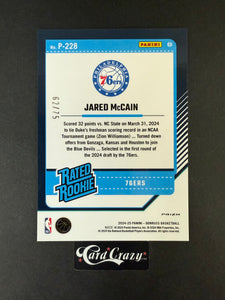 No. P-228
PANINI
PHILADELPHIA
76ERS
62/75
JARED McCAIN
Scored 32 points vs. NC State on March 31, 2024
to tie Duke's freshman scoring record in an NCAA
Tournament game (Zion Williamson) ... Turned down
offers from Gonzaga, Kansas and Houston to join
the Blue Devils ... Selected in the first round of
the 2024 draft by the 76ers.
RATED
ROOKIE
76ERS
2024-25 PANINI - DONRUSS BASKETBALL
Card Crazy